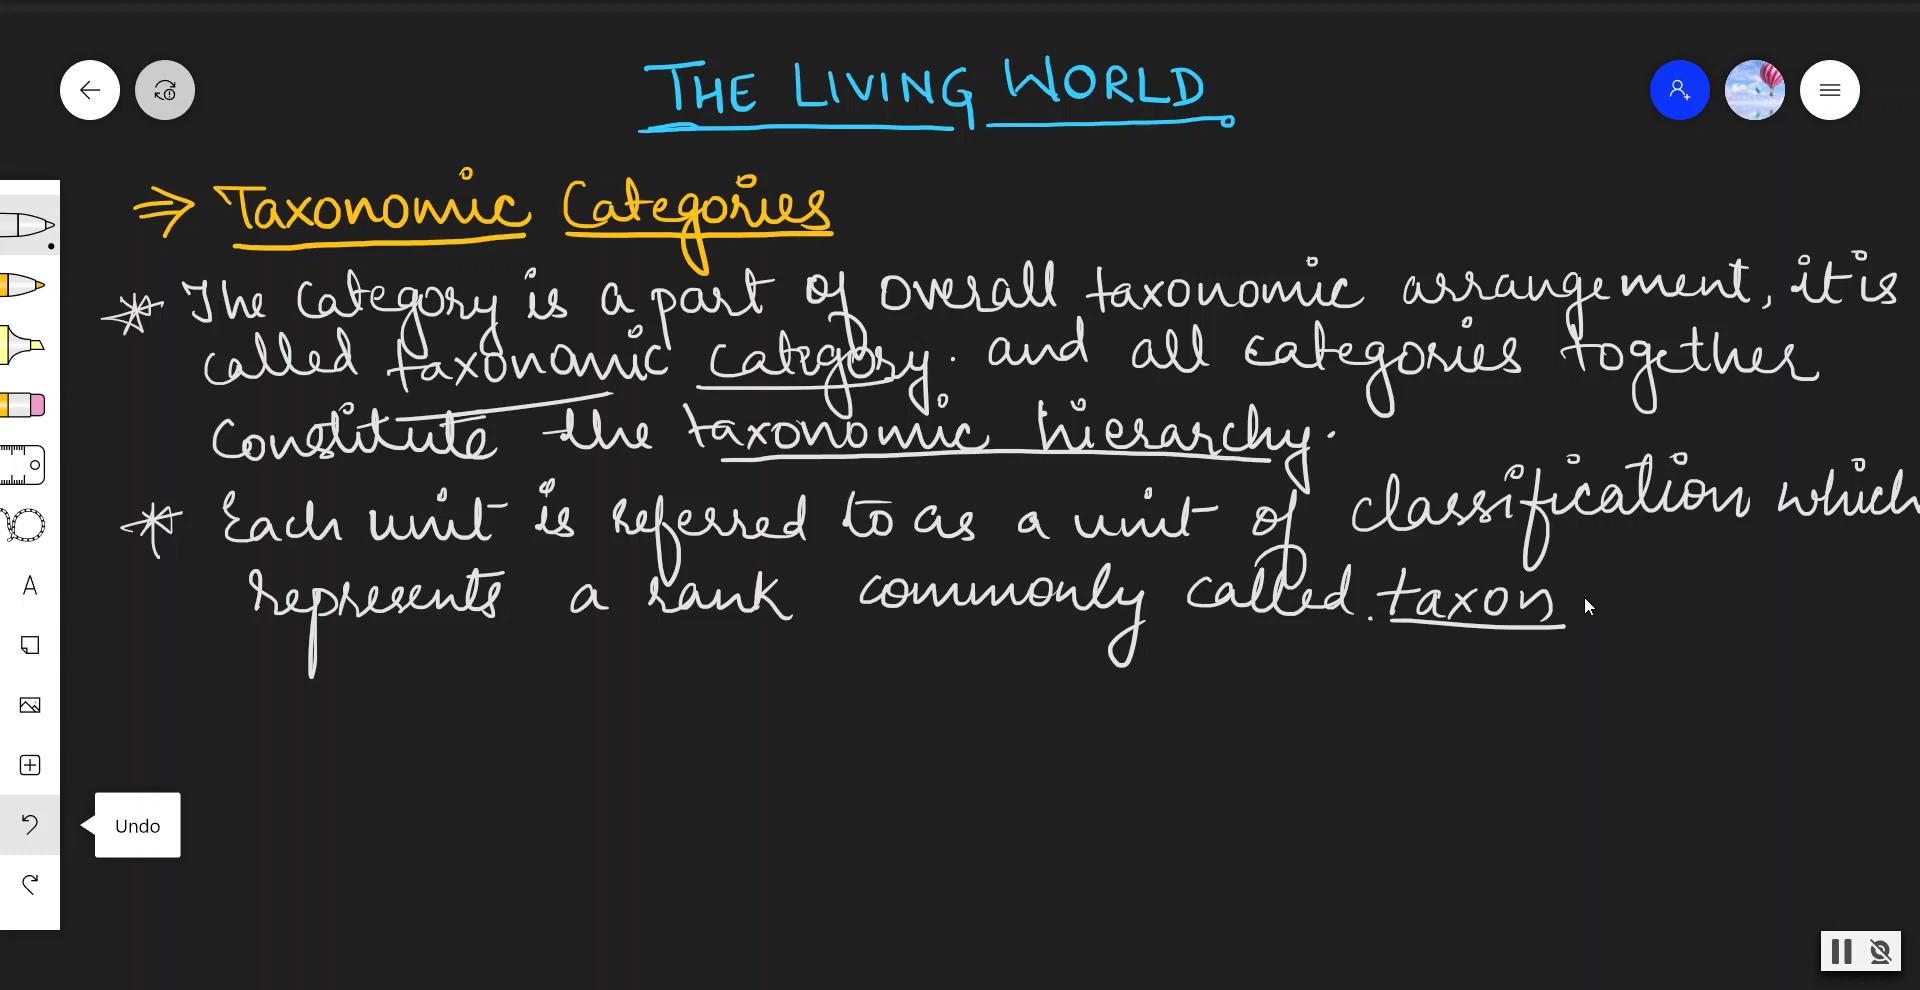 THE LIVING WORLD
⇒ Taxonomic Categories
* The category is a part of overall taxonomic arrangement, it is
called taxonomic category. and all categories together
constitute the taxonomic hierarchy.
* Each unit is referred to as a unit of classification which
represents a rank commonly called. taxon.
A
Undo